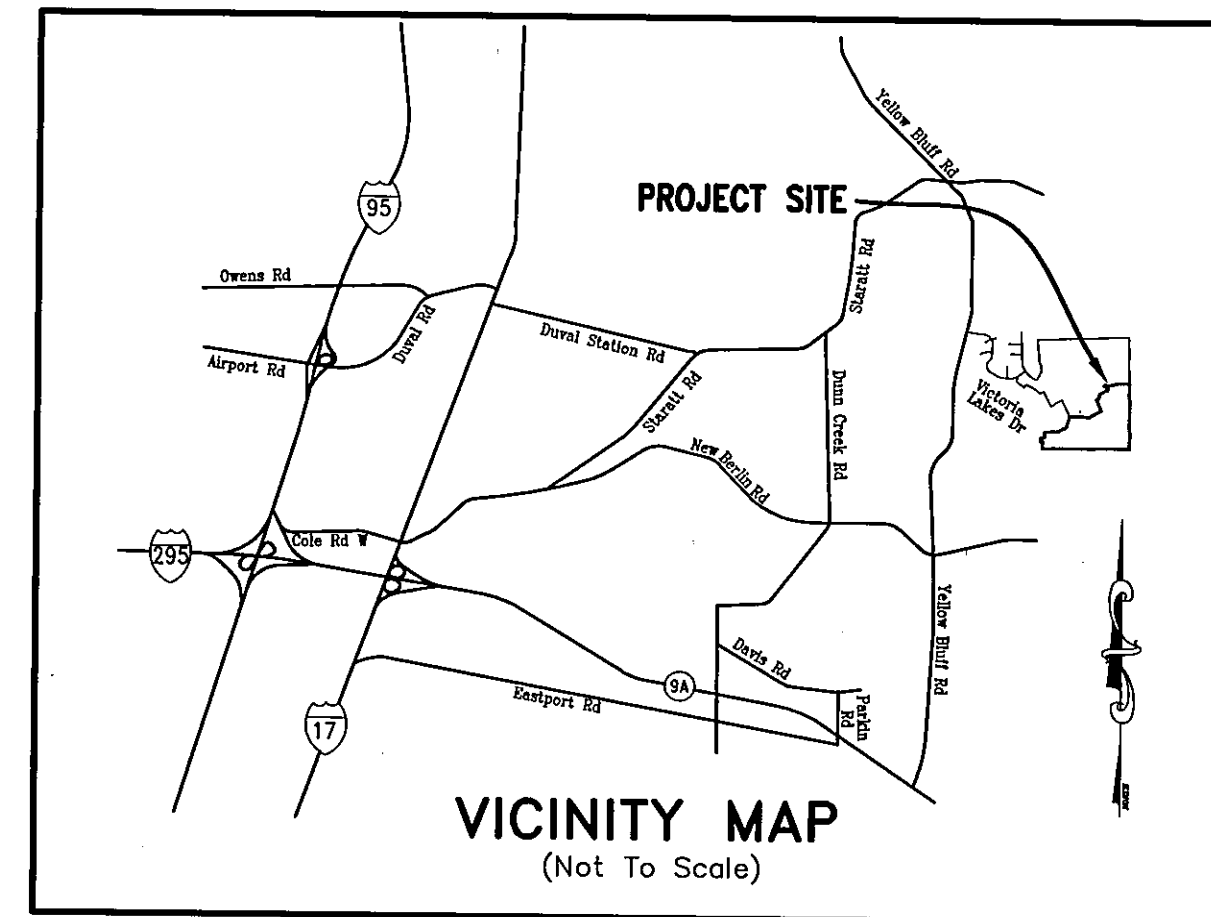 Yellow Bluff Rd
PROJECT SITE
95
Staratt Rd
Owens Rd
Duval Rd
Duval Station Rd
Airport Rd
Staratt Rd
Dunn Creek Rd
Victoria
Lakes Dr
New Berlin Rd
Cole Rd W
295
Yellow Bluff Rd
Davis Rd
9A
Parkin
Rd
Eastport Rd
17
VICINITY MAP
(Not To Scale)